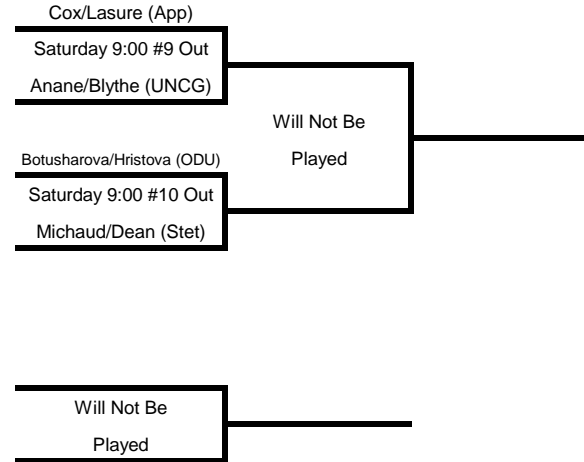 Cox/Lasure (App)
Saturday 9:00 #9 Out
Anane/Blythe (UNCG)
Will Not Be
Played
Botusharova/Hristova (ODU)
Saturday 9:00 #10 Out
Michaud/Dean (Stet)
Will Not Be
Played